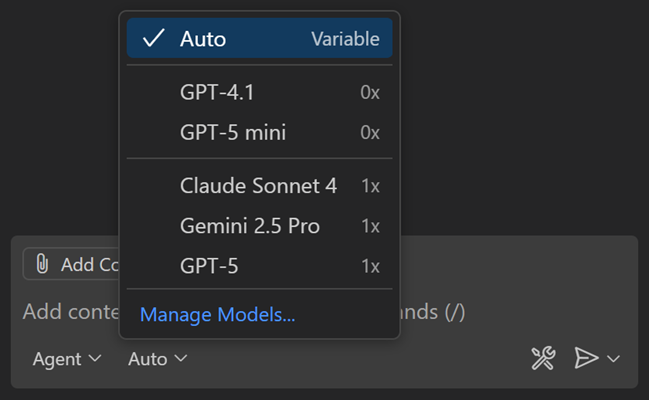 Auto Variable
GPT-4.1 0x
GPT-5 mini 0x
Claude Sonnet 4 1x
Gemini 2.5 Pro 1x
GPT-5 1x
Manage Models...
Add Co
Add conte nds (/)
Agent Auto